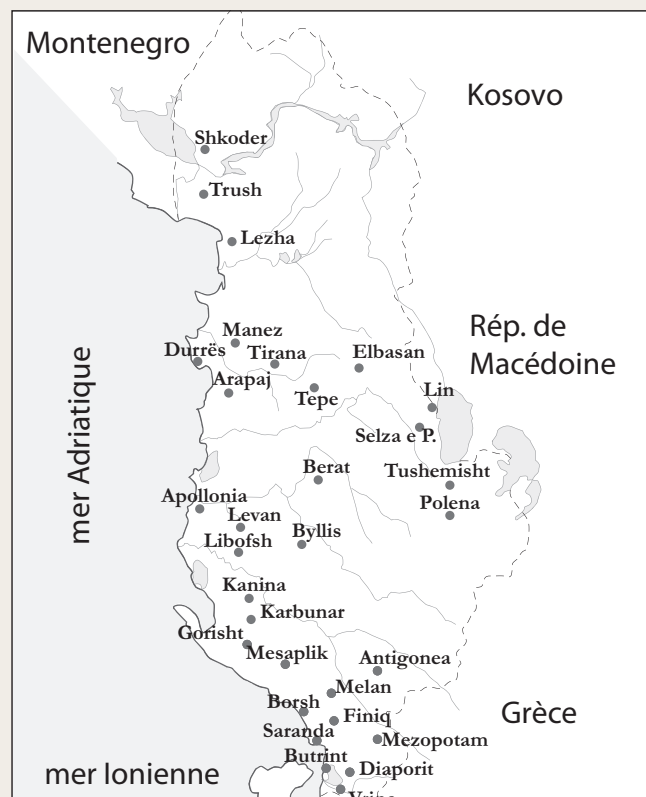 Montenegro
Kosovo
Shkoder
Trush
Lezha
Rép. de
Macédoine
Manez
Durrës
Tirana
Elbasan
Arapaj
Tepe
Lin
mer Adriatique
Selza e P.
Berat
Tushemisht
Apollonia
Polena
Levan
Byllis
Libofsh
Kanina
Karbunar
Gorisht
Mesaplik
Antigonea
Melan
Borsh
Finiq
Grèce
Saranda
Mezopotam
Butrint
mer Ionienne
Diaporit